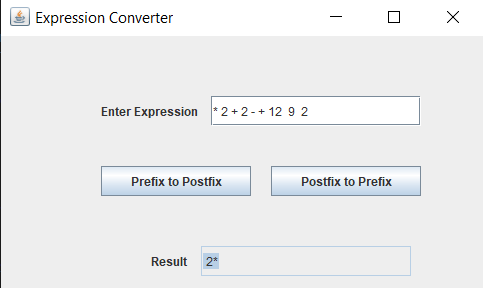 Expression Converter
Enter Expression * 2 + 2 - + 12 9 2
Prefix to Postfix Postfix to Prefix
Result 2*